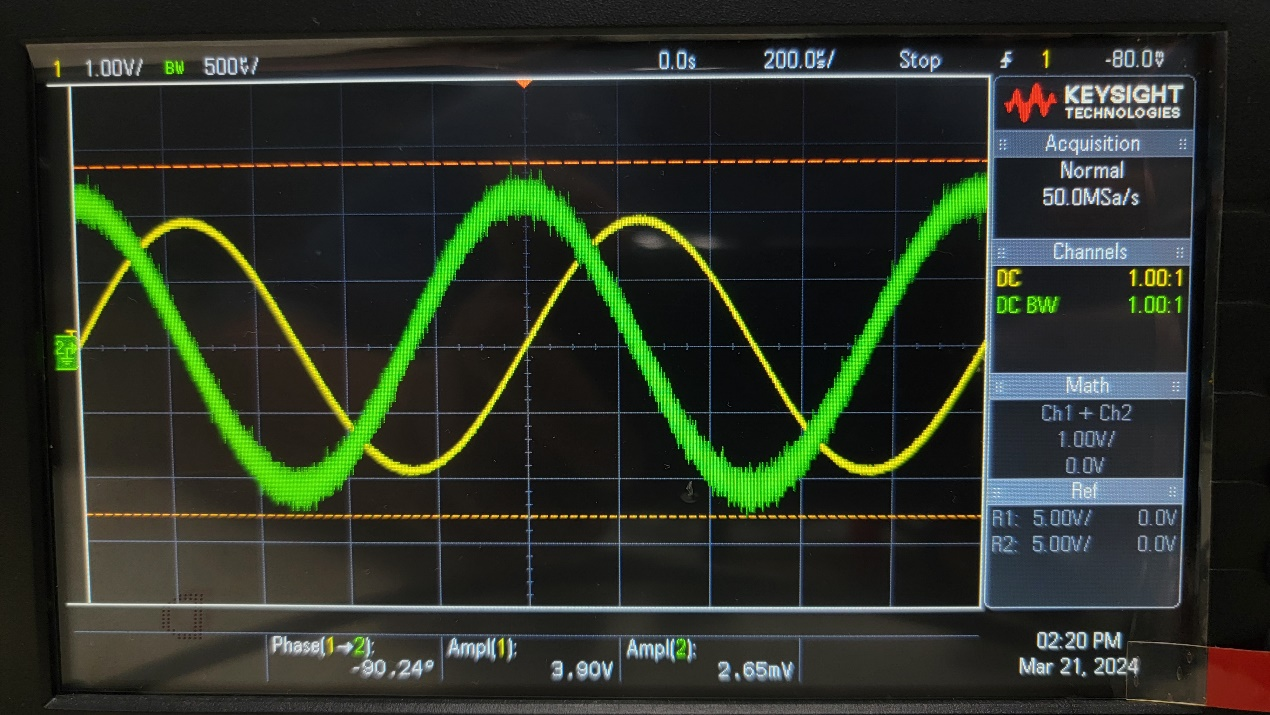 1 1.00V/ BW 500µV/ 0.0s 200.0µs/ Stop 1 -80.0mV
KEYSIGHT
TECHNOLOGIES
Acquisition
Normal
50.0MSa/s
Channels
DC 1.00:1
DC BW 1.00:1
Math
Ch1 + Ch2
1.00V/
0.0V
Ref
R1: 5.00V/ 0.0V
R2: 5.00V/ 0.0V
2
Phase(1→2): Ampl(1): Ampl(2):
-90.24° 3.90V 2.65mV
02:20 PM
Mar 21, 2024